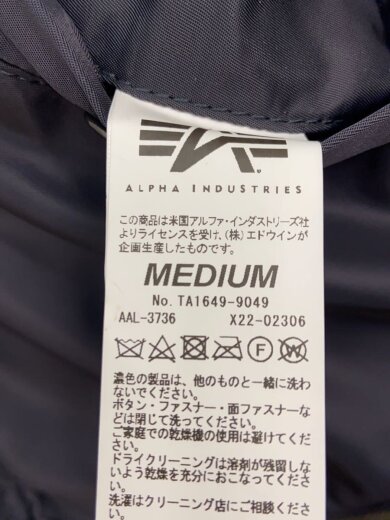 ALPHA INDUSTRIES
この商品は米国アルファ・インダストリーズ社
よりライセンスを受け、(株)エドウインが
企画生産したものです。
MEDIUM
No. TA1649-9049
AAL-3736 X22-02306
濃色の製品は、他のものと一緒に洗わ
ないでください。
ボタン・ファスナー・面ファスナーな
どは閉じて洗ってください。
ご家庭での乾燥機の使用は避けてくだ
さい。
ドライクリーニングは溶剤が残留しな
いよう乾燥を充分におこなってくださ
い。
洗濯はクリーニング店にご相談くださ
い。